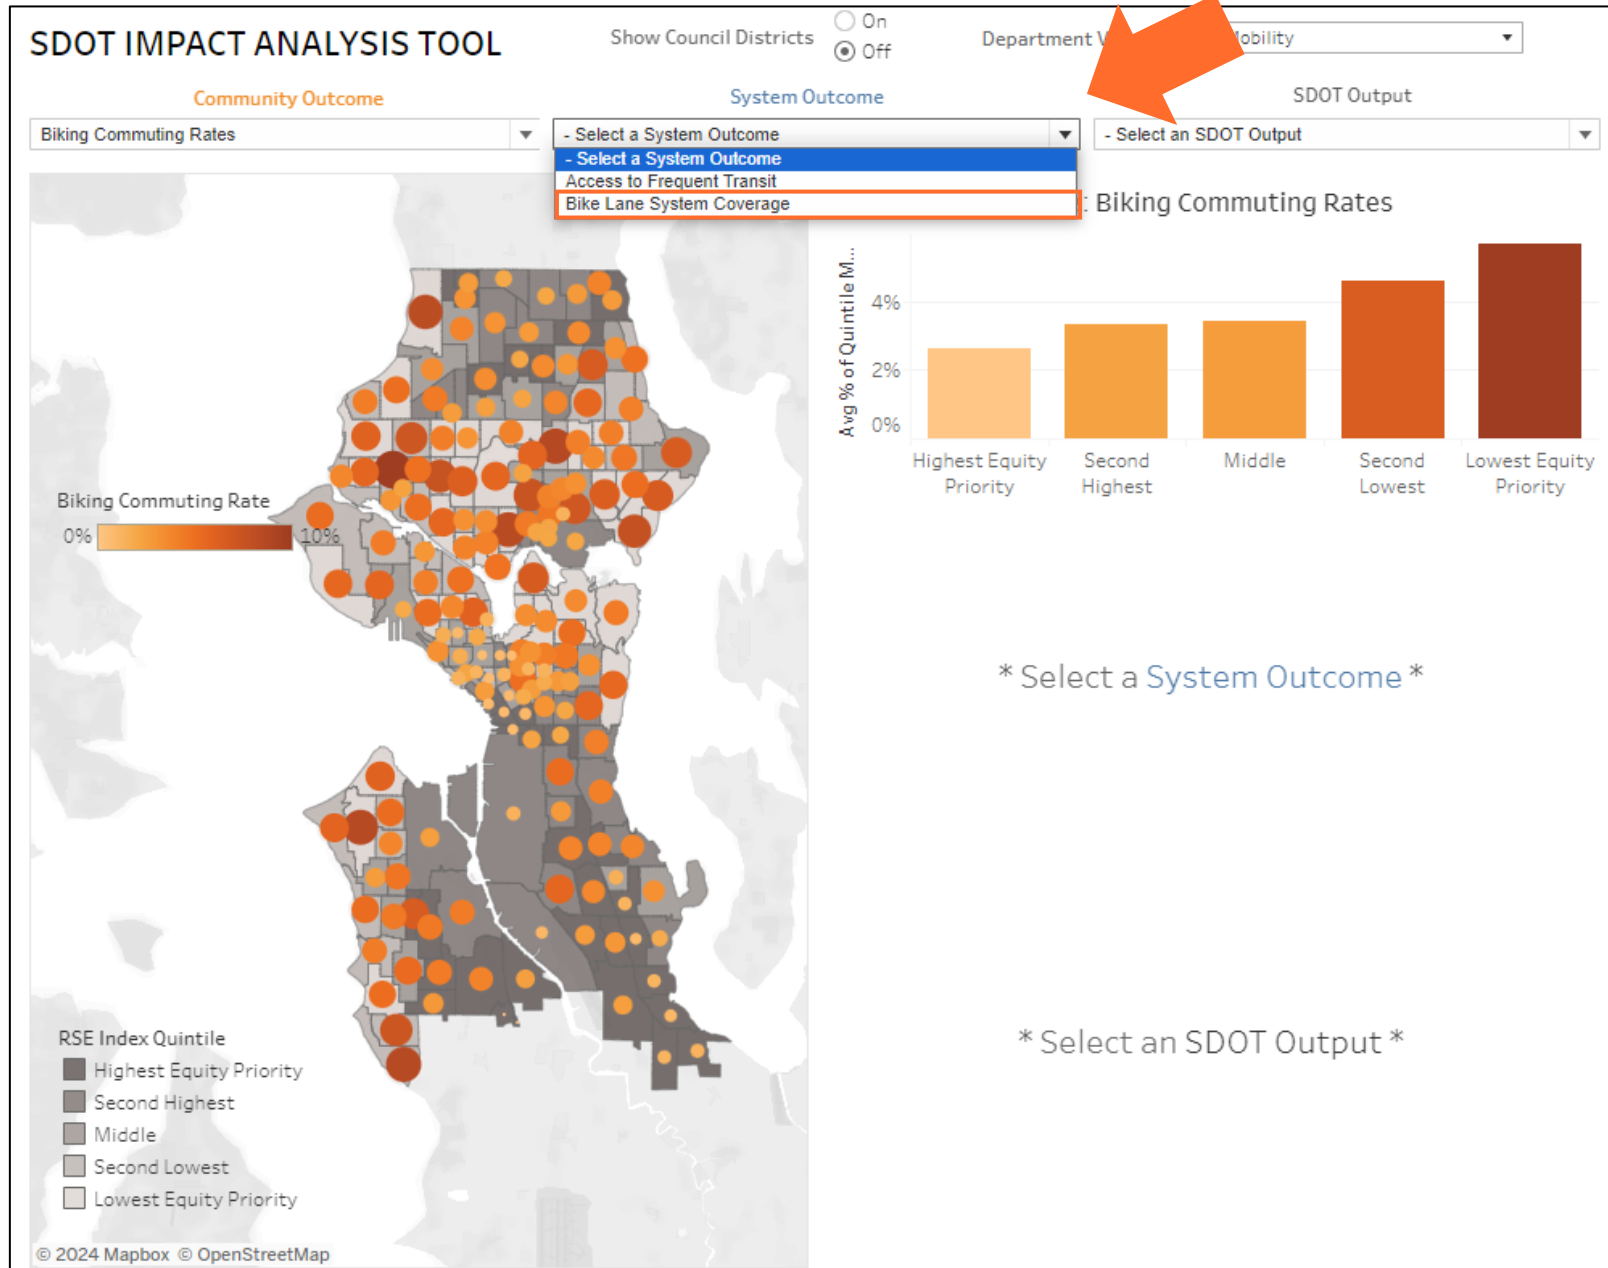 SDOT IMPACT ANALYSIS TOOL
Show Council Districts
On
Off
Department
Mobility
Community Outcome
System Outcome
SDOT Output
Biking Commuting Rates
- Select a System Outcome
- Select an SDOT Output
- Select a System Outcome
Access to Frequent Transit
Bike Lane System Coverage
: Biking Commuting Rates
Avg % of Quintile M...
4%
2%
0%
Highest Equity Priority
Second Highest
Middle
Second Lowest
Lowest Equity Priority
Biking Commuting Rate
0%
10%
* Select a System Outcome *
* Select an SDOT Output *
RSE Index Quintile
Highest Equity Priority
Second Highest
Middle
Second Lowest
Lowest Equity Priority
© 2024 Mapbox © OpenStreetMap